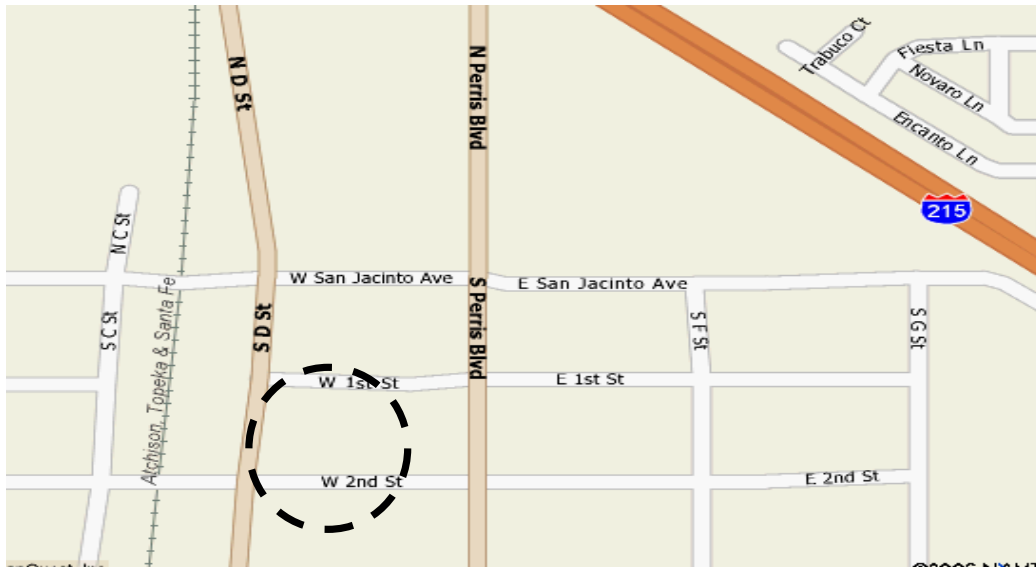 Trabuco Ct
Fiesta Ln
Novaro Ln
Encanto Ln
N D St
N Perris Blvd
215
N C St
W San Jacinto Ave
E San Jacinto Ave
S C St
Atchison, Topeka & Santa Fe
S D St
S Perris Blvd
S F St
S G St
W 1st St
E 1st St
W 2nd St
E 2nd St